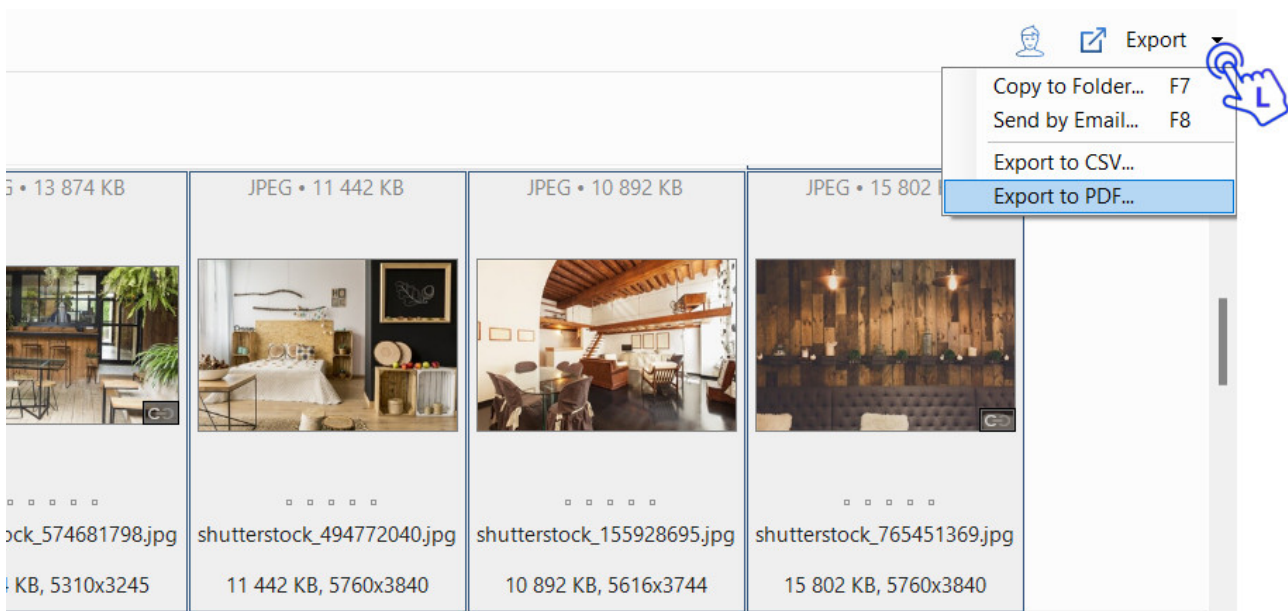 Export
Copy to Folder... F7
Send by Email... F8
Export to CSV...
Export to PDF...
L
G • 13 874 KB
JPEG • 11 442 KB
JPEG • 10 892 KB
JPEG • 15 802
ock_574681798.jpg
shutterstock_494772040.jpg
shutterstock_155928695.jpg
shutterstock_765451369.jpg
KB, 5310x3245
11 442 KB, 5760x3840
10 892 KB, 5616x3744
15 802 KB, 5760x3840